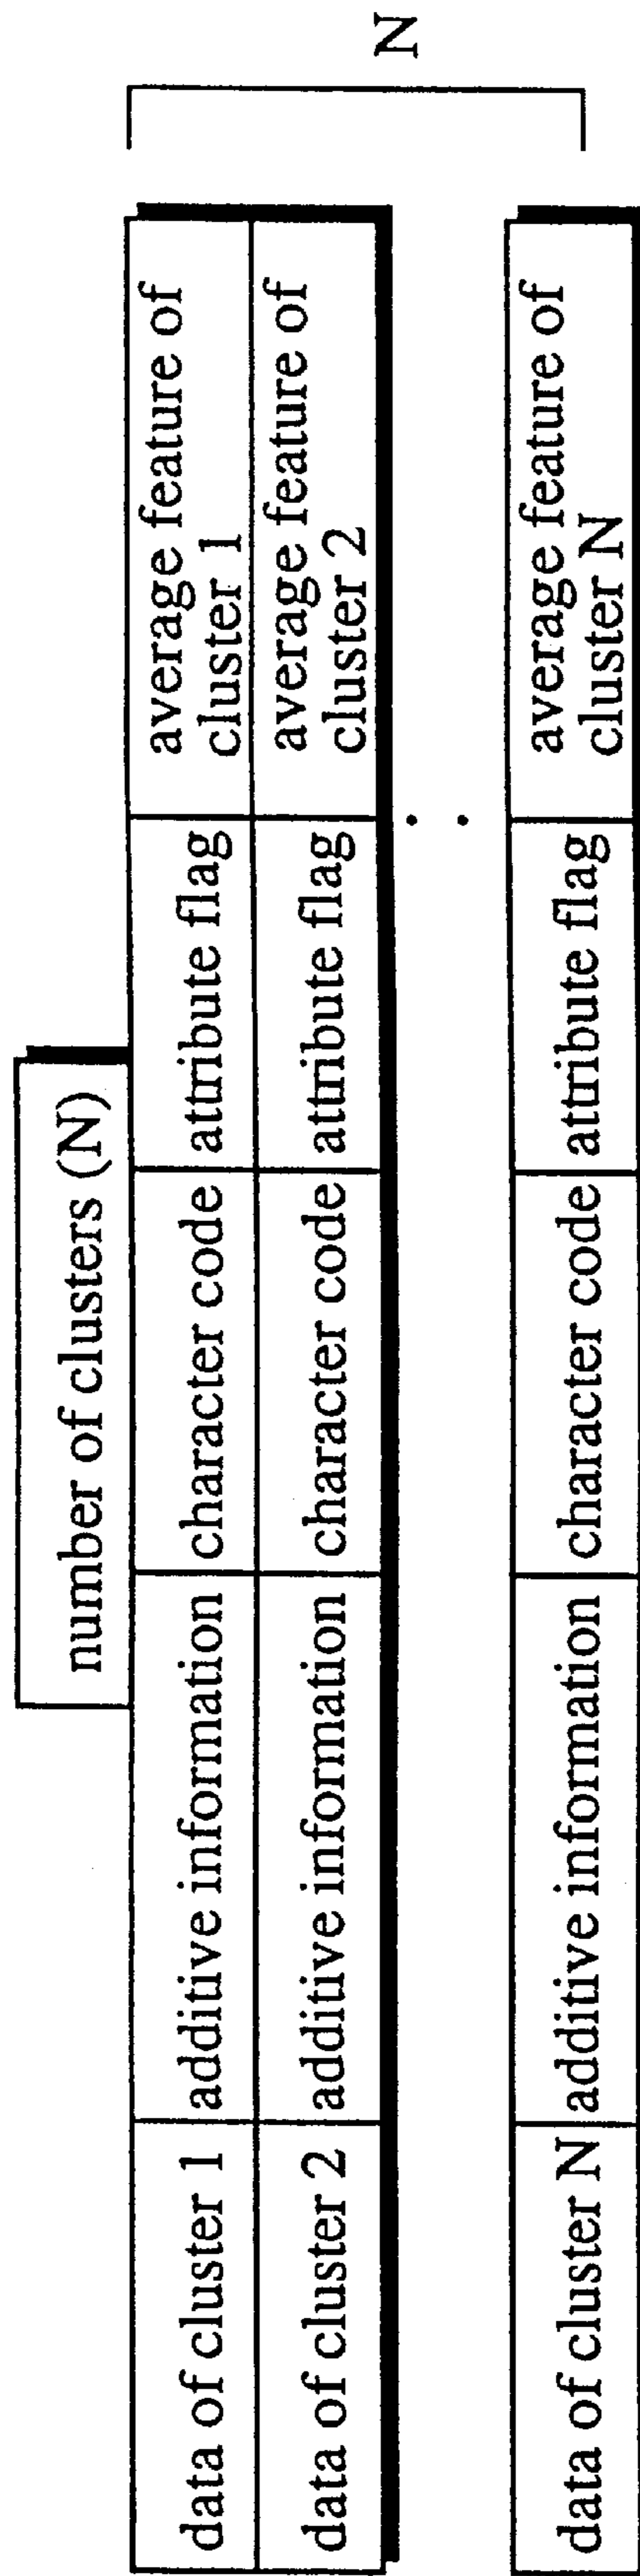 number of clusters (N)
data of cluster 1 additive information character code attribute flag average feature of
cluster 1
data of cluster 2 additive information character code attribute flag average feature of
cluster 2
data of cluster N additive information character code attribute flag average feature of
cluster N
N